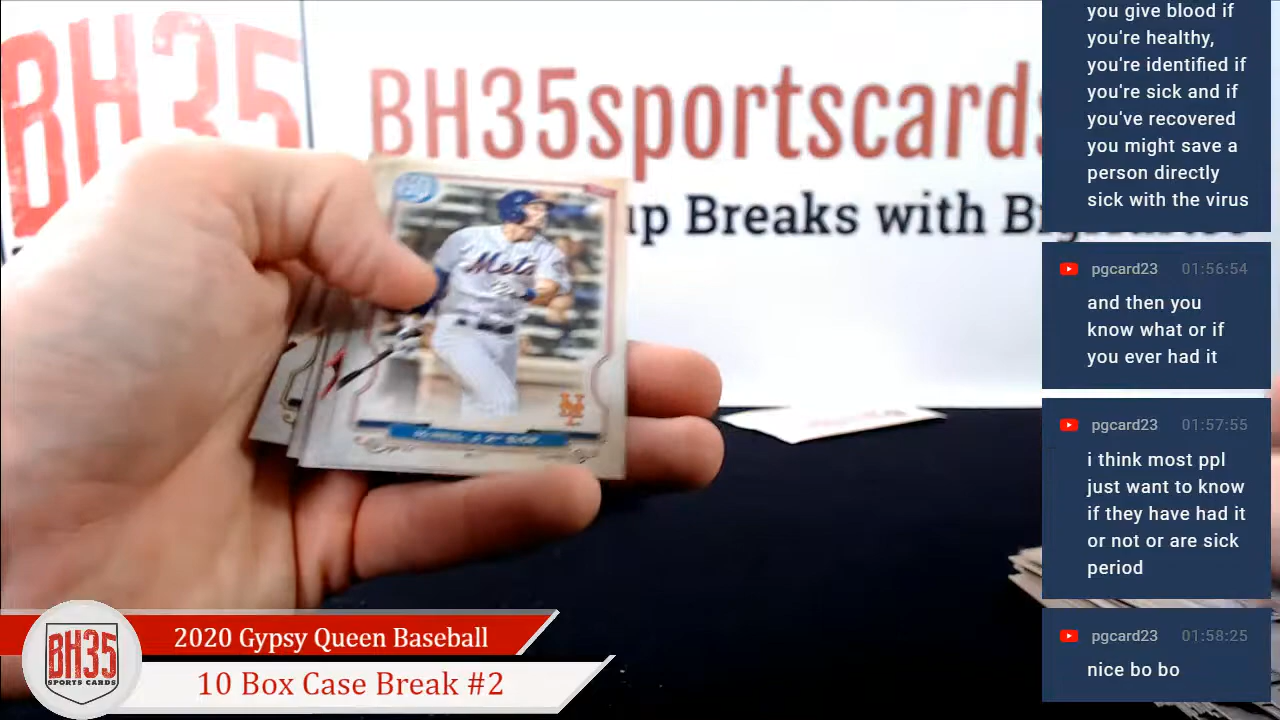 BH35
BH35sportscards
up Breaks with
Mets
you give blood if
you're healthy,
you're identified if
you're sick and if
you've recovered
you might save a
person directly
sick with the virus
pgcard23 01:56:54
and then you
know what or if
you ever had it
pgcard23 01:57:55
i think most ppl
just want to know
if they have had it
or not or are sick
period
pgcard23 01:58:25
nice bo bo
BH35
SPORTS CARDS
2020 Gypsy Queen Baseball
10 Box Case Break #2